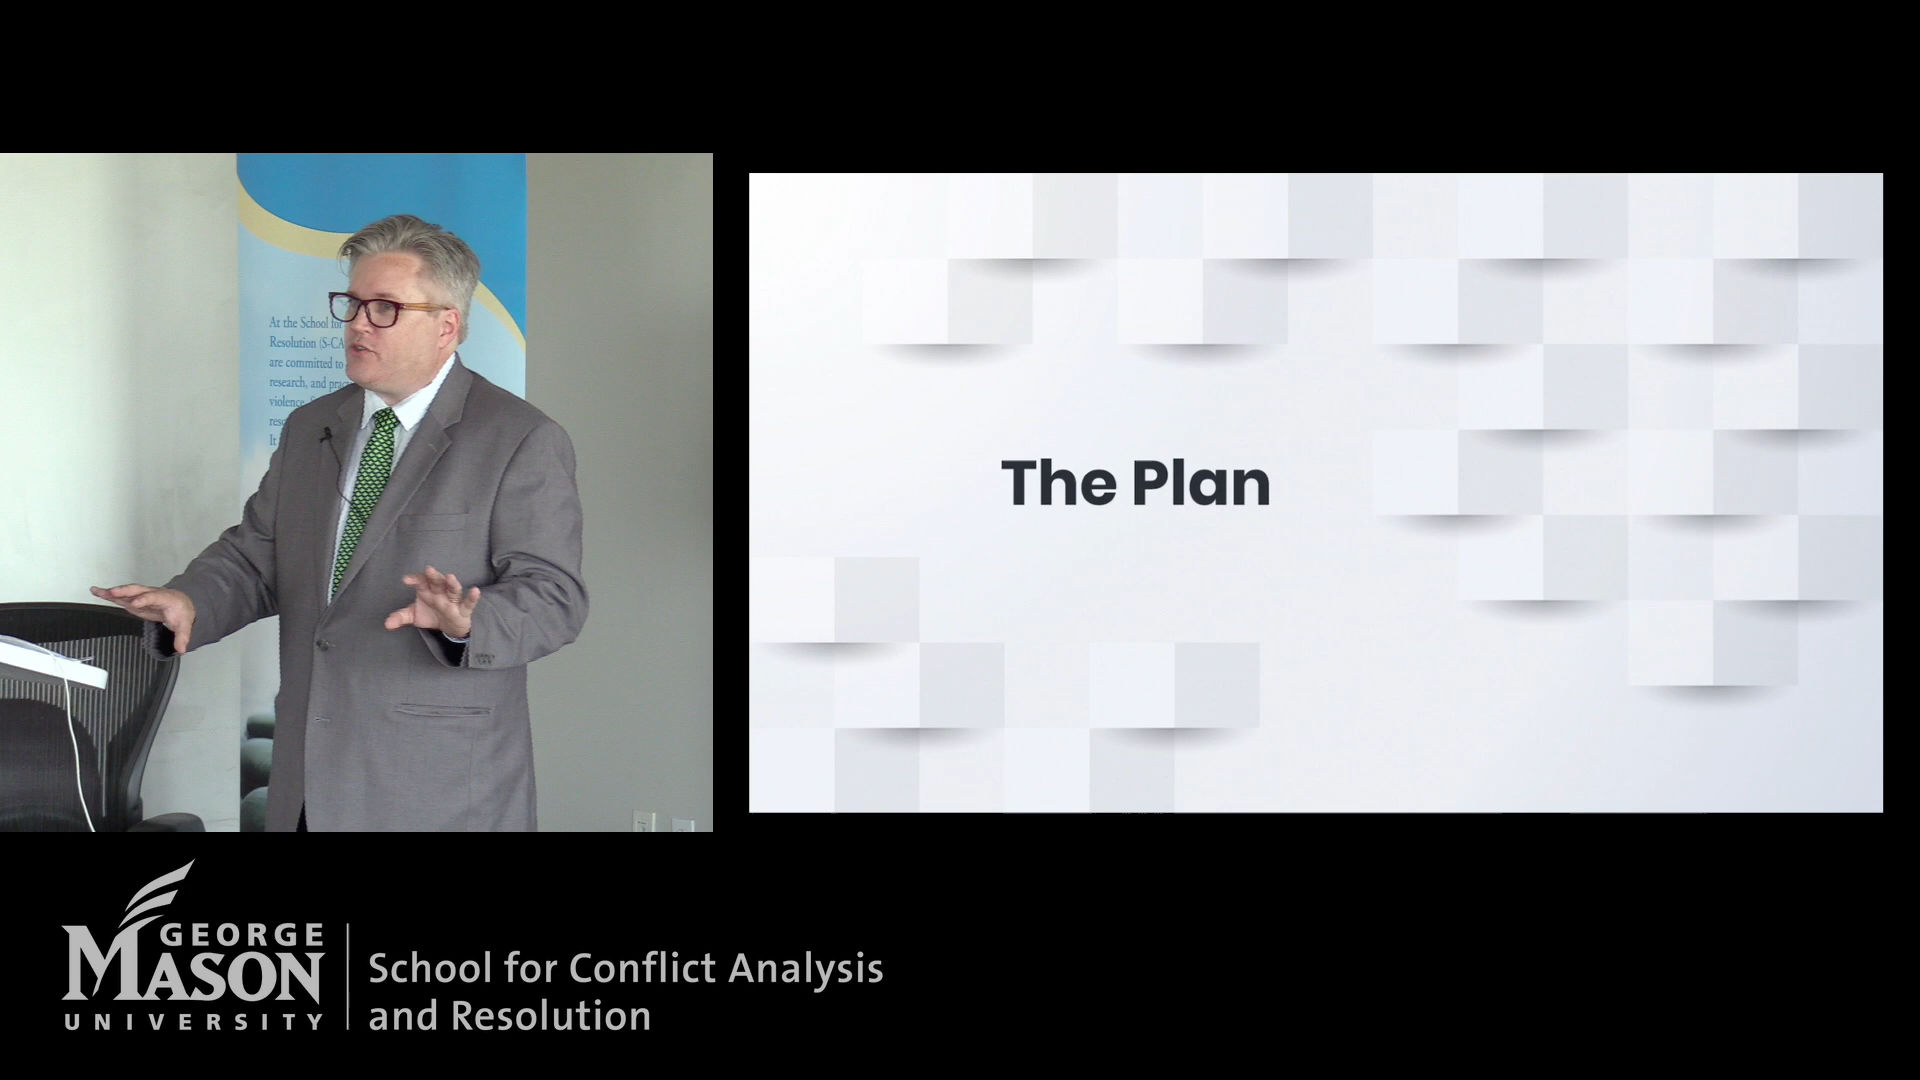 At the School for
Resolution (S-CA
are committed to
research, and prac
violence.
It
The Plan
GEORGE
MASON
UNIVERSITY
School for Conflict Analysis
and Resolution